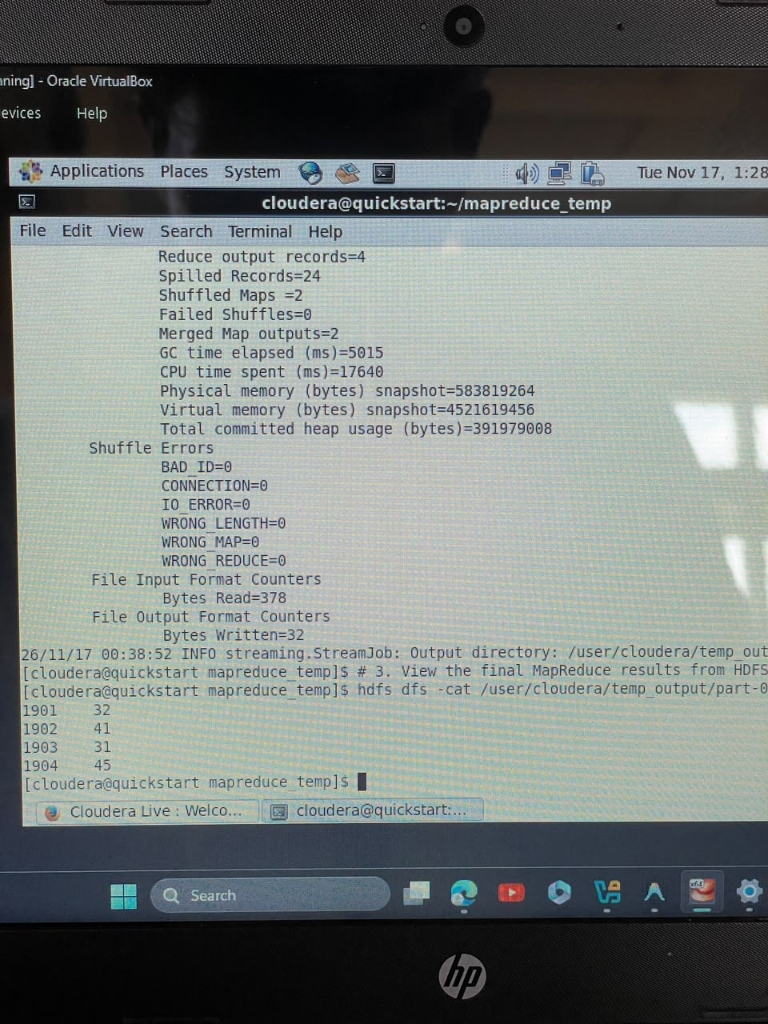 nning] - Oracle VirtualBox
evices Help
Applications Places System Tue Nov 17, 1:28
cloudera@quickstart:~/mapreduce_temp
File Edit View Search Terminal Help
Reduce output records=4
Spilled Records=24
Shuffled Maps =2
Failed Shuffles=0
Merged Map outputs=2
GC time elapsed (ms)=5015
CPU time spent (ms)=17640
Physical memory (bytes) snapshot=583819264
Virtual memory (bytes) snapshot=4521619456
Total committed heap usage (bytes)=391979008
Shuffle Errors
BAD_ID=0
CONNECTION=0
IO_ERROR=0
WRONG_LENGTH=0
WRONG_MAP=0
WRONG_REDUCE=0
File Input Format Counters
Bytes Read=378
File Output Format Counters
Bytes Written=32
26/11/17 00:38:52 INFO streaming.StreamJob: Output directory: /user/cloudera/temp_out
[cloudera@quickstart mapreduce_temp]$ # 3. View the final MapReduce results from HDFS
[cloudera@quickstart mapreduce_temp]$ hdfs dfs -cat /user/cloudera/temp_output/part-0
1901 32
1902 41
1903 31
1904 45
[cloudera@quickstart mapreduce_temp]$
Cloudera Live : Welco... cloudera@quickstart:...
Search
hp